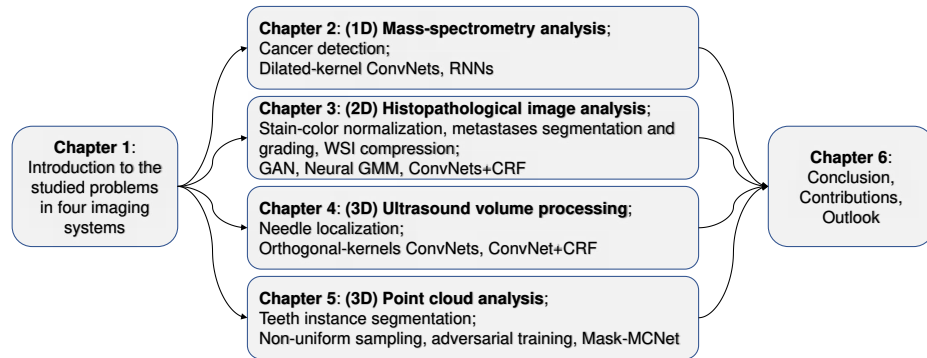 Chapter 1:
Introduction to the
studied problems
in four imaging
systems
Chapter 2: (1D) Mass-spectrometry analysis;
Cancer detection;
Dilated-kernel ConvNets, RNNs
Chapter 3: (2D) Histopathological image analysis;
Stain-color normalization, metastases segmentation and
grading, WSI compression;
GAN, Neural GMM, ConvNets+CRF
Chapter 4: (3D) Ultrasound volume processing;
Needle localization;
Orthogonal-kernels ConvNets, ConvNet+CRF
Chapter 5: (3D) Point cloud analysis;
Teeth instance segmentation;
Non-uniform sampling, adversarial training, Mask-MCNet
Chapter 6:
Conclusion,
Contributions,
Outlook